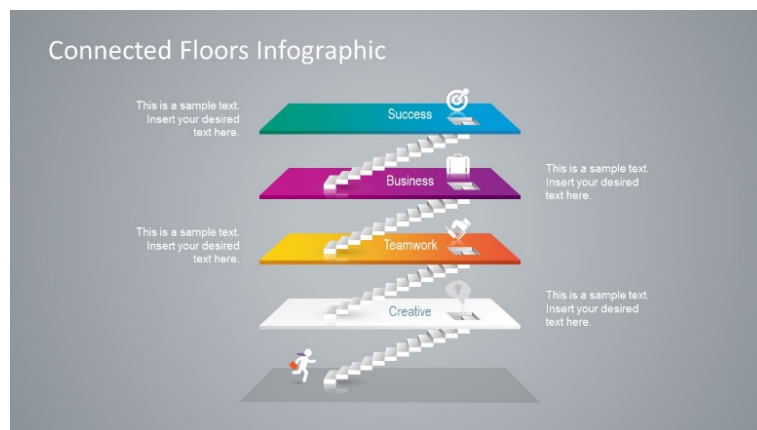 Connected Floors Infographic
This is a sample text.
Insert your desired
text here.
Success
Business
This is a sample text.
Insert your desired
text here.
This is a sample text.
Insert your desired
text here.
Teamwork
Creative
This is a sample text.
Insert your desired
text here.